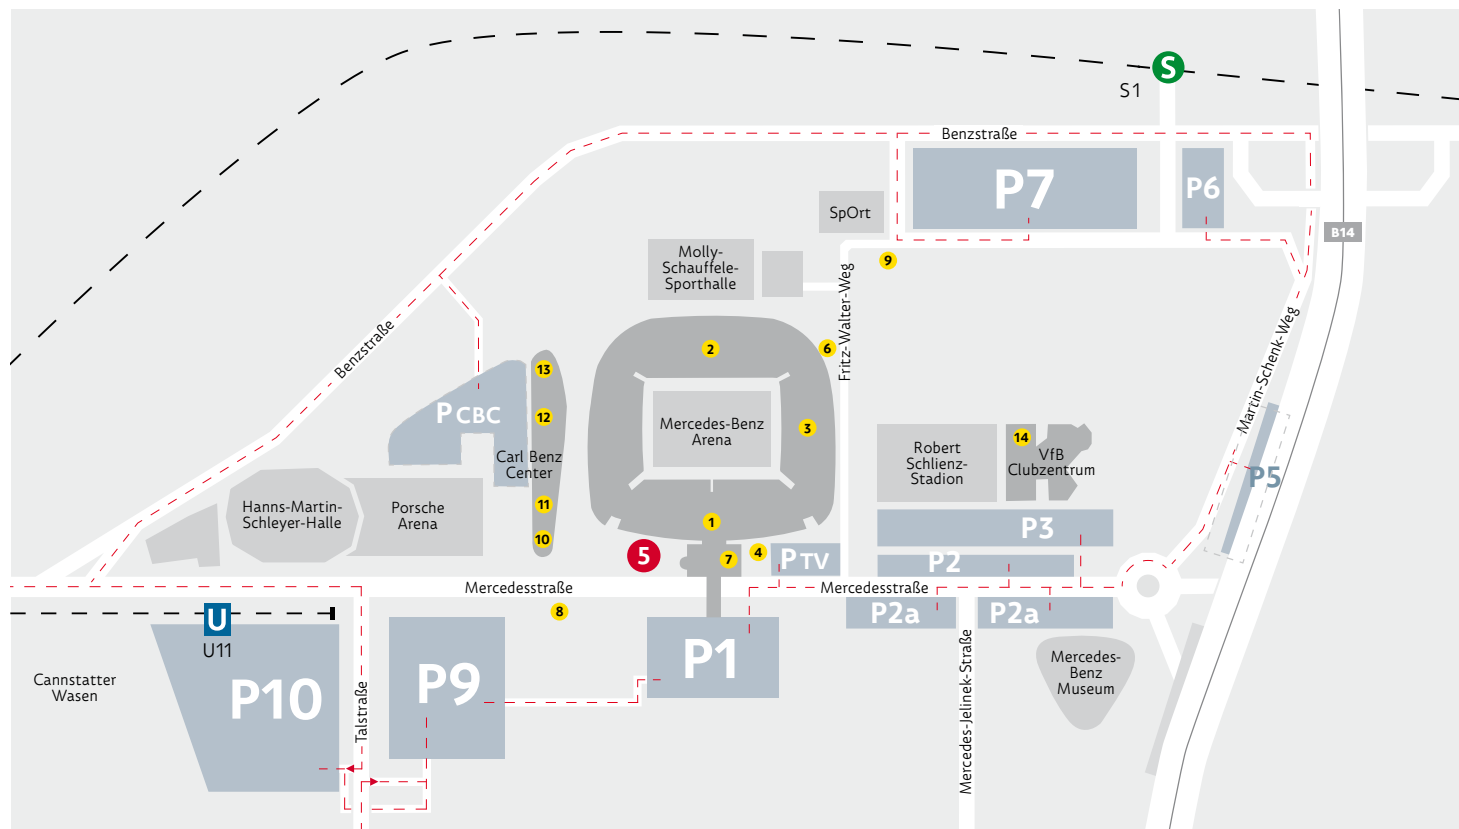 S
S1
Benzstraße
P7
P6
SpOrt
B14
Molly-
Schauffele-
Sporthalle
9
Fritz-Walter-Weg
Benzstraße
2
6
13
Martin-Schenk-Weg
P CBC
12
Mercedes-Benz
Arena
3
14
Robert
Schlienz-
Stadion
VfB
Clubzentrum
Carl Benz
Center
P5
Hanns-Martin-
Schleyer-Halle
Porsche
Arena
11
1
P3
10
5
7
4
P TV
P2
Mercedesstraße
Mercedesstraße
U
U11
8
P2a
P2a
Cannstatter
Wasen
P10
Talstraße
P9
P1
Mercedes-Jelinek-Straße
Mercedes-
Benz
Museum